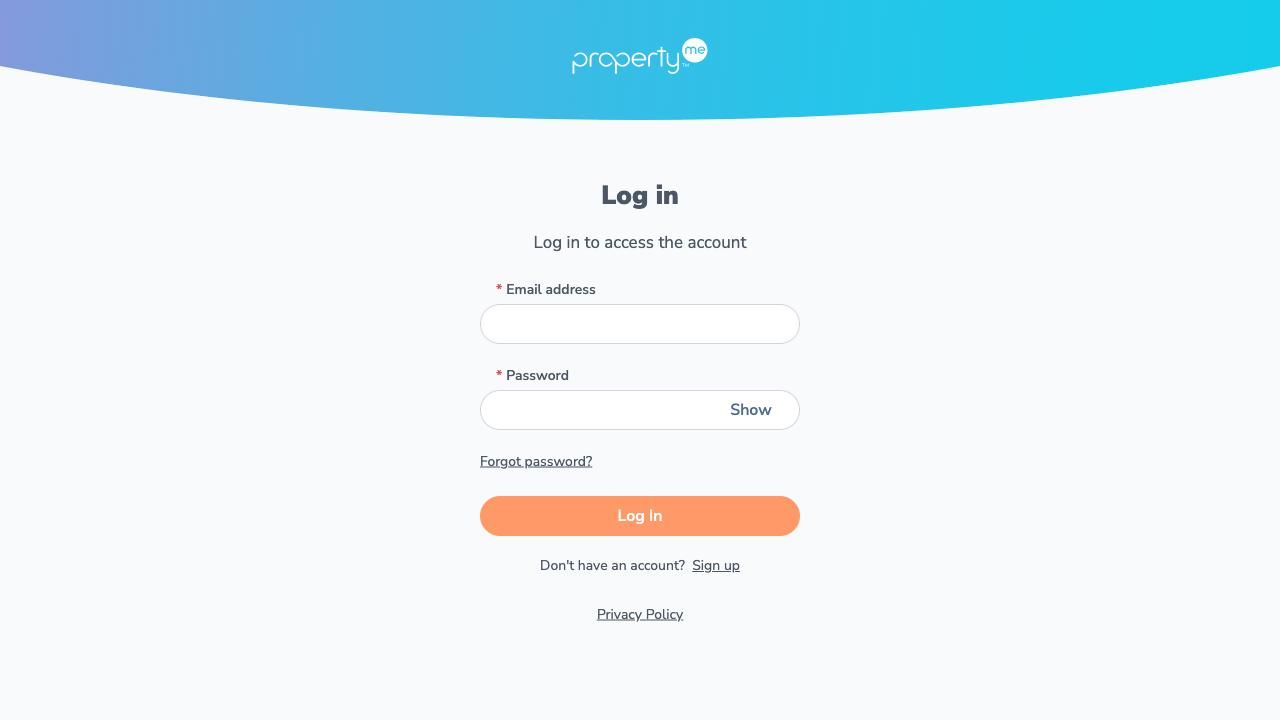 property me TM
Log in
Log in to access the account
* Email address
* Password
Show
Forgot password?
Log In
Don't have an account? Sign up
Privacy Policy